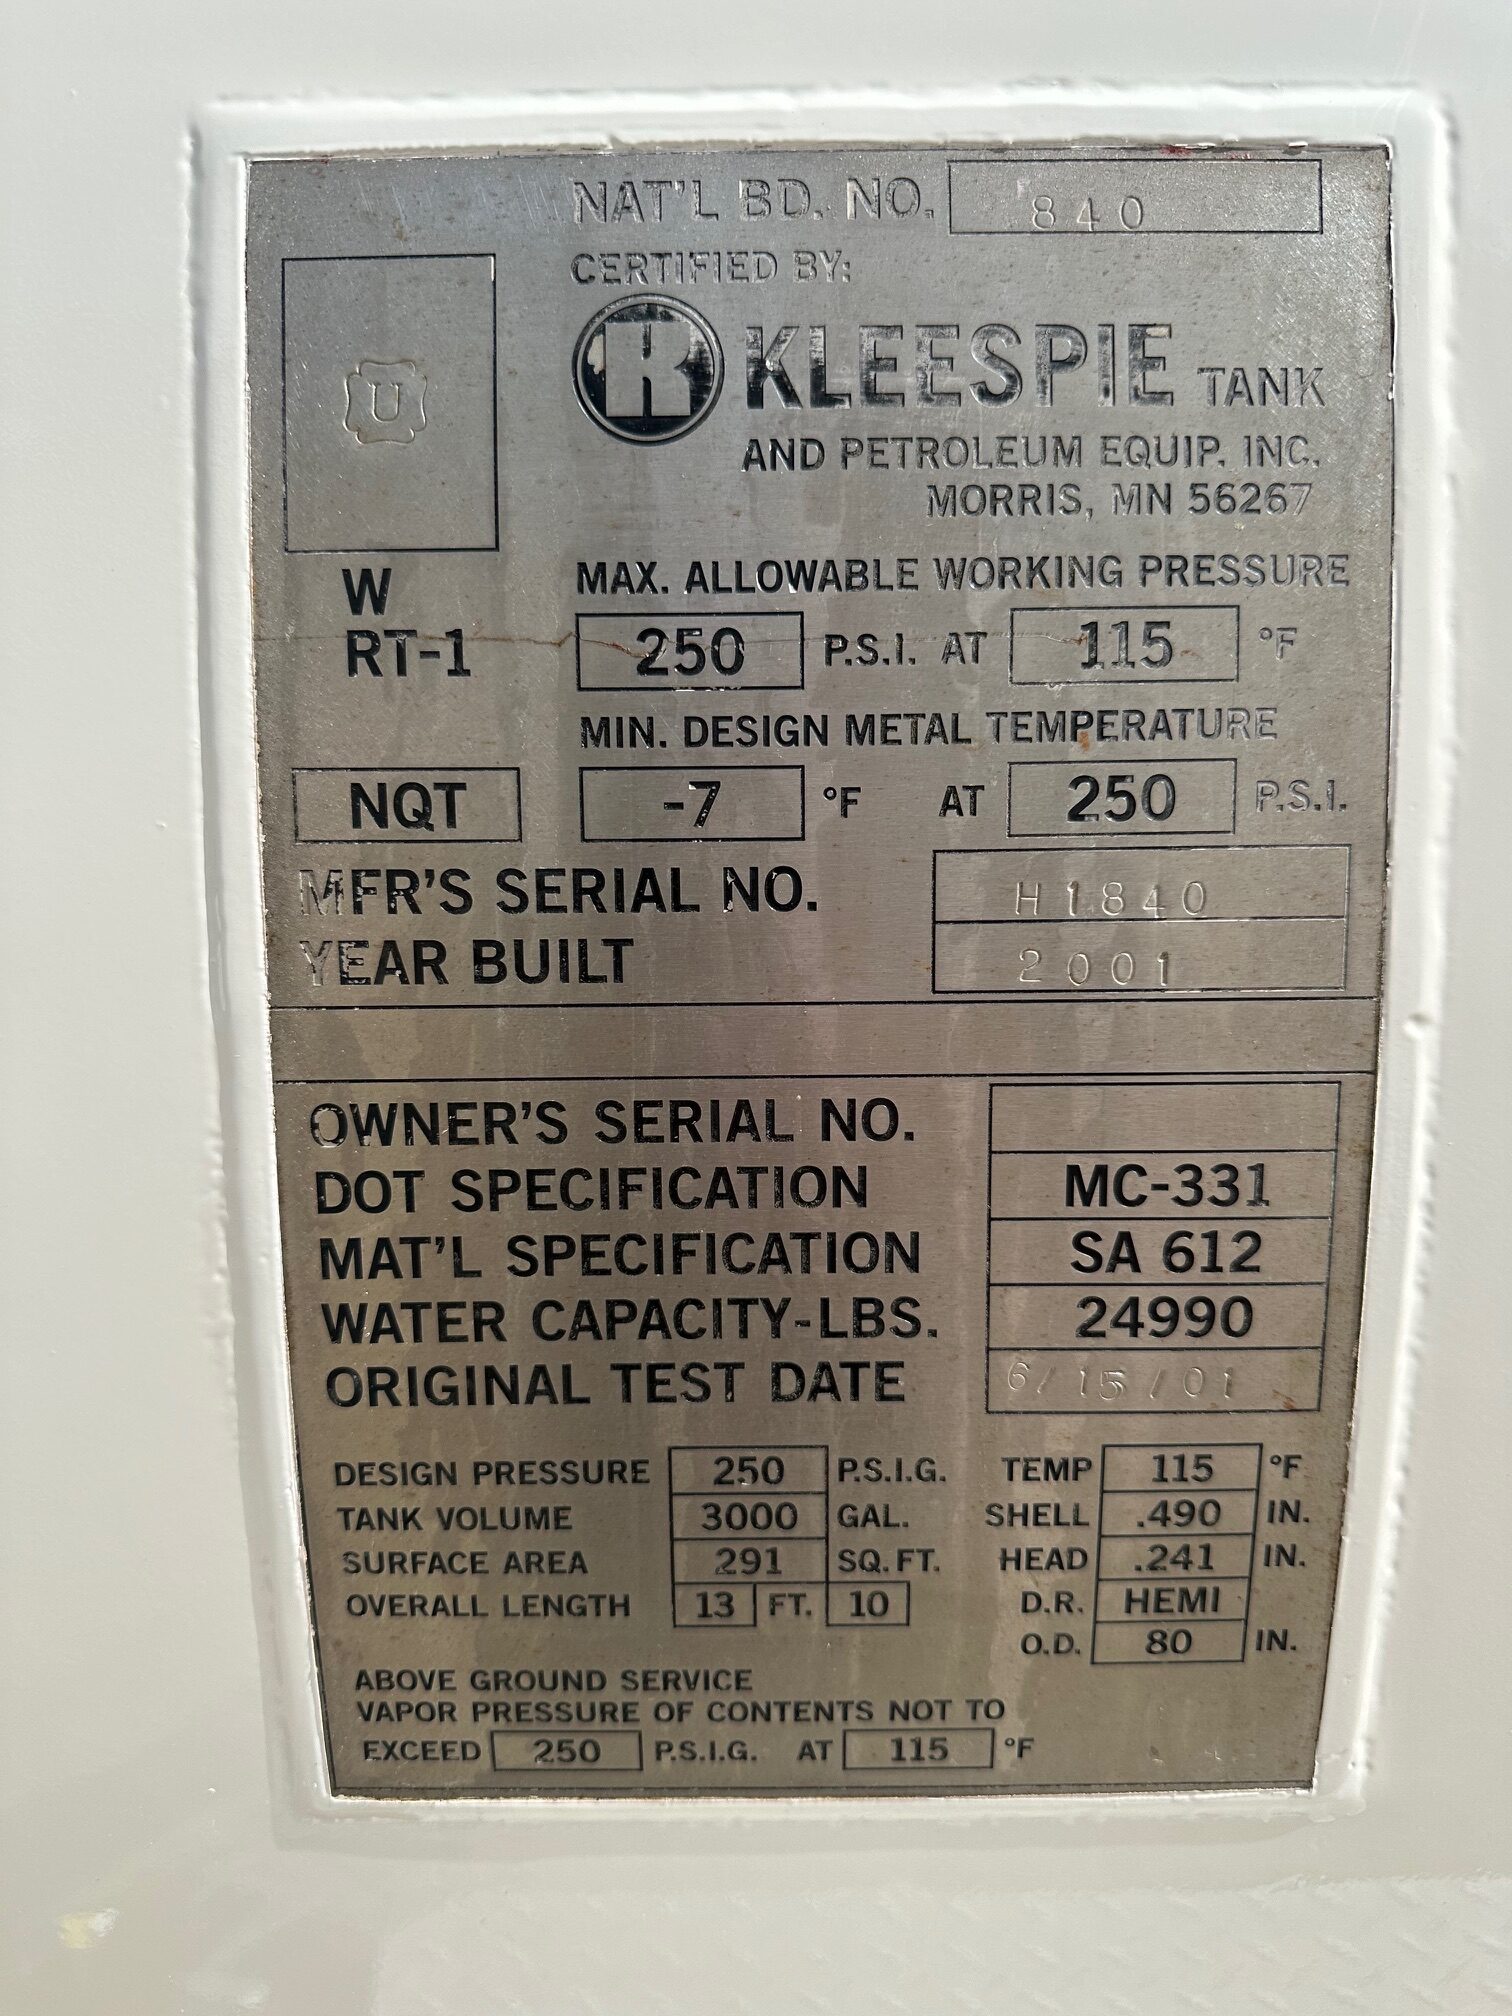 NAT'L BD. NO. 840
CERTIFIED BY:
U
K KLEESPIE TANK
AND PETROLEUM EQUIP. INC.
MORRIS, MN 56267
W
RT-1
MAX. ALLOWABLE WORKING PRESSURE
250 P.S.I. AT 115 °F
MIN. DESIGN METAL TEMPERATURE
NQT -7 °F AT 250 P.S.I.
MFR'S SERIAL NO. H1840
YEAR BUILT 2001
OWNER'S SERIAL NO.
DOT SPECIFICATION MC-331
MAT'L SPECIFICATION SA 612
WATER CAPACITY-LBS. 24990
ORIGINAL TEST DATE 6/15/01
DESIGN PRESSURE 250 P.S.I.G. TEMP 115 °F
TANK VOLUME 3000 GAL. SHELL .490 IN.
SURFACE AREA 291 SQ. FT. HEAD .241 IN.
OVERALL LENGTH 13 FT. 10 D.R. HEMI
O.D. 80 IN.
ABOVE GROUND SERVICE
VAPOR PRESSURE OF CONTENTS NOT TO
EXCEED 250 P.S.I.G. AT 115 °F